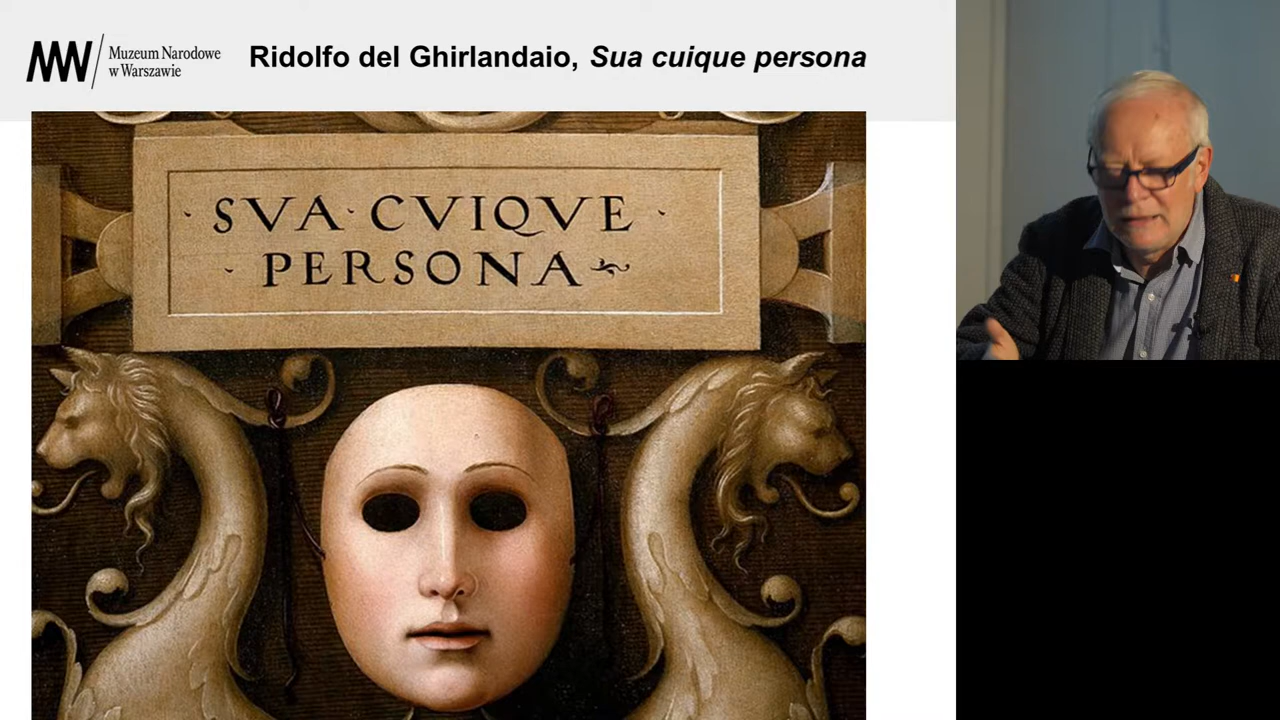 Muzeum Narodowe
w Warszawie
Ridolfo del Ghirlandaio, Sua cuique persona
· SVA · CVIQVE ·
· PERSONA